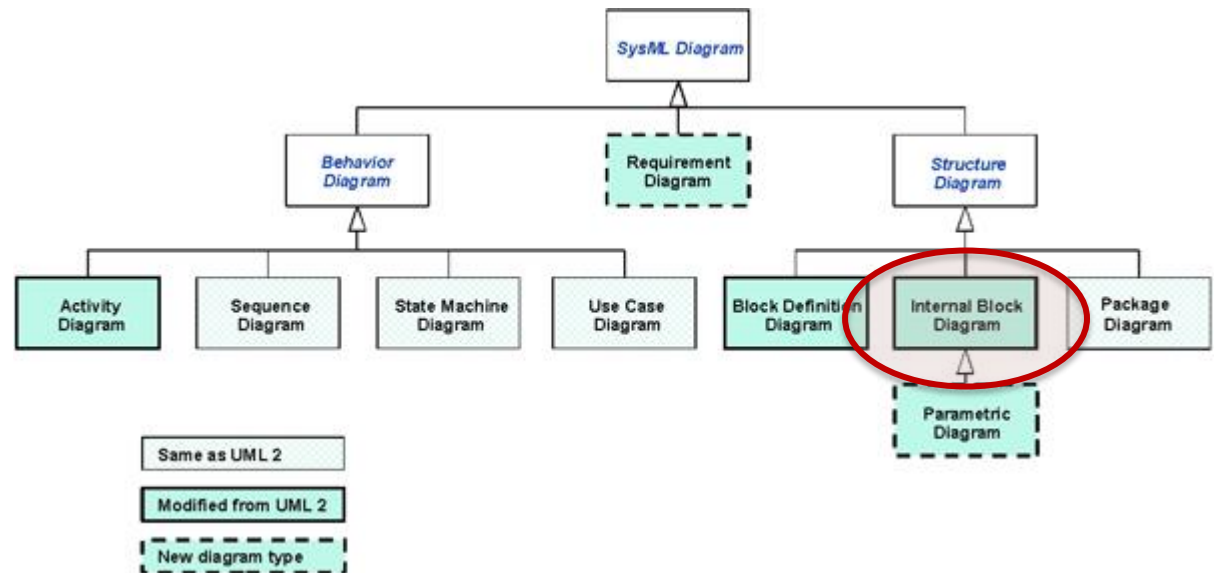 SysML Diagram
Behavior
Diagram
Requirement
Diagram
Structure
Diagram
Activity
Diagram
Sequence
Diagram
State Machine
Diagram
Use Case
Diagram
Block Definition
Diagram
Internal Block
Diagram
Package
Diagram
Parametric
Diagram
Same as UML 2
Modified from UML 2
New diagram type